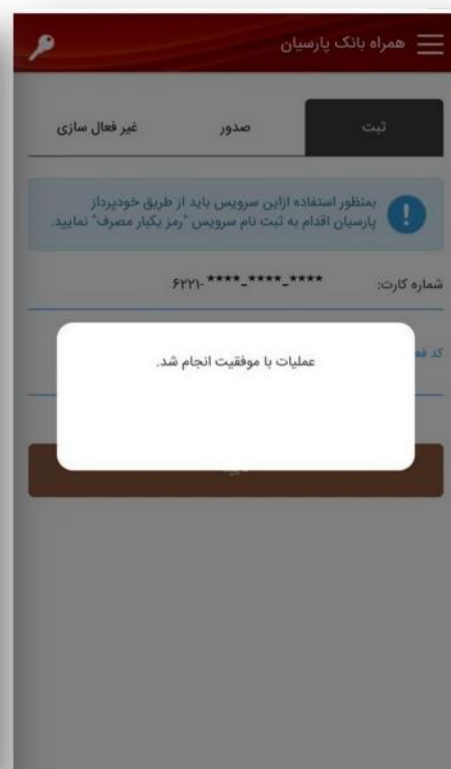 همراه بانک پارسیان
ثبت
صدور
غیر فعال سازی
بمنظور استفاده ازاین سرویس باید از طریق خودپرداز
پارسیان اقدام به ثبت نام سرویس "رمز یکبار مصرف" نمایید.
شماره کارت:
۶۲۲۱-****-****-****
کد
عملیات با موفقیت انجام شد.